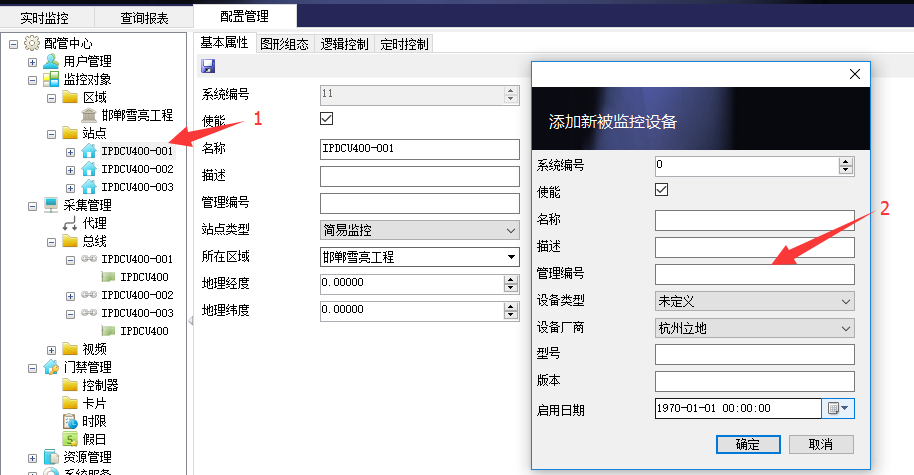 实时监控
查询报表
配置管理
配管中心
用户管理
监控对象
区域
邯郸雪亮工程
站点
IPDCU400-001
IPDCU400-002
IPDCU400-003
采集管理
代理
总线
IPDCU400-001
IPDCU400
IPDCU400-002
IPDCU400-003
IPDCU400
视频
门禁管理
控制器
卡片
时限
假日
资源管理
系统服务
1
基本属性
图形组态
逻辑控制
定时控制
系统编号
11
使能
名称
IPDCU400-001
描述
管理编号
站点类型
简易监控
所在区域
邯郸雪亮工程
地理经度
0.00000
地理纬度
0.00000
添加新被监控设备
系统编号
0
使能
名称
2
描述
管理编号
设备类型
未定义
设备厂商
杭州立地
型号
版本
启用日期
1970-01-01 00:00:00
确定
取消